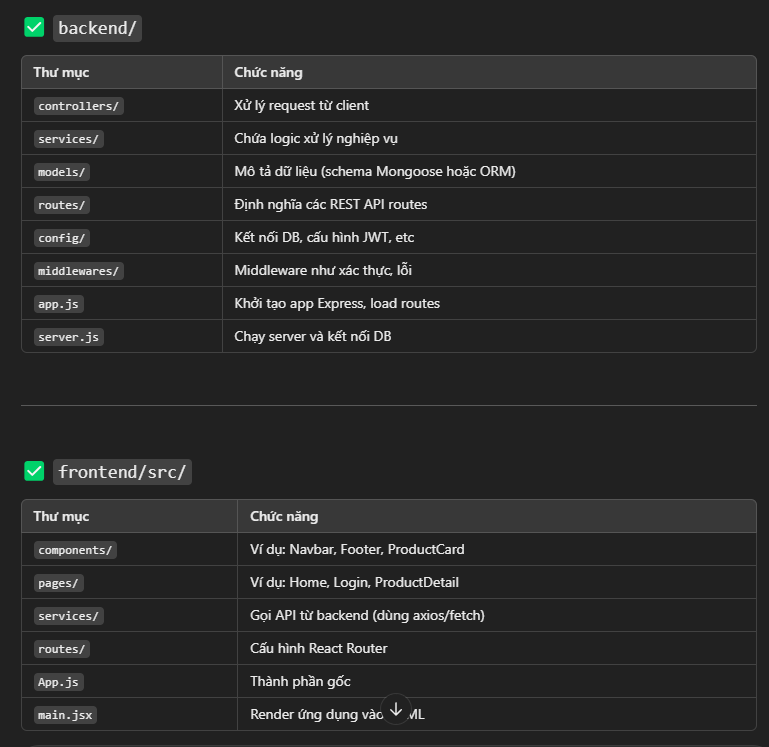 backend/
Thư mục Chức năng
controllers/ Xử lý request từ client
services/ Chứa logic xử lý nghiệp vụ
models/ Mô tả dữ liệu (schema Mongoose hoặc ORM)
routes/ Định nghĩa các REST API routes
config/ Kết nối DB, cấu hình JWT, etc
middlewares/ Middleware như xác thực, lỗi
app.js Khởi tạo app Express, load routes
server.js Chạy server và kết nối DB
frontend/src/
Thư mục Chức năng
components/ Ví dụ: Navbar, Footer, ProductCard
pages/ Ví dụ: Home, Login, ProductDetail
services/ Gọi API từ backend (dùng axios/fetch)
routes/ Cấu hình React Router
App.js Thành phần gốc
main.jsx Render ứng dụng vào